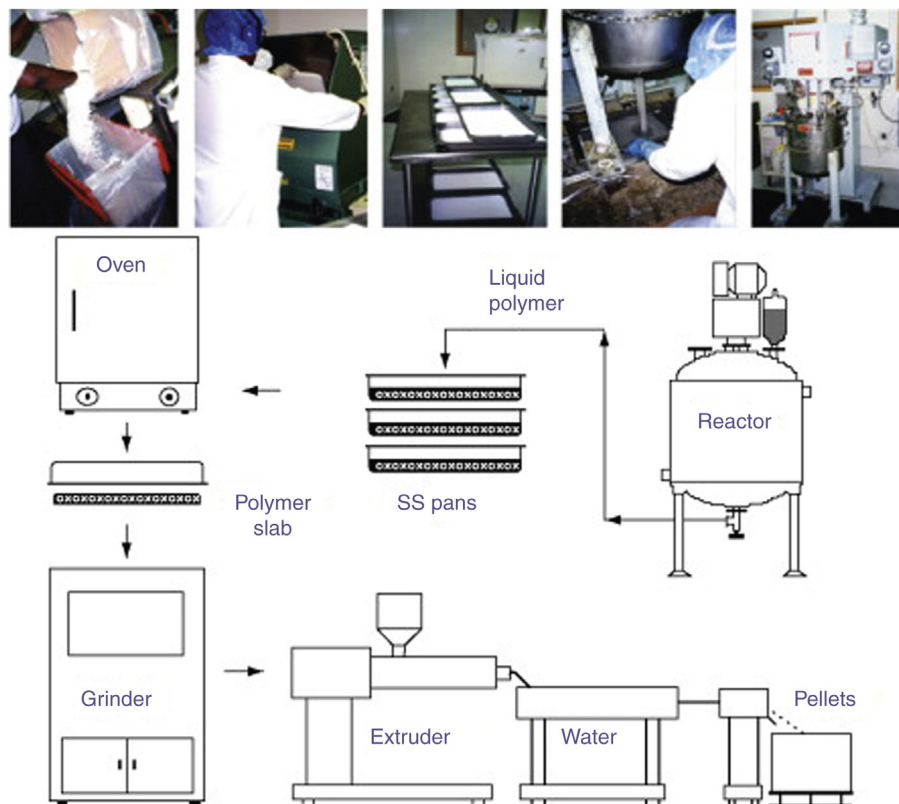 Oven
Liquid
polymer
Reactor
Polymer
slab
SS pans
Grinder
Extruder
Water
Pellets